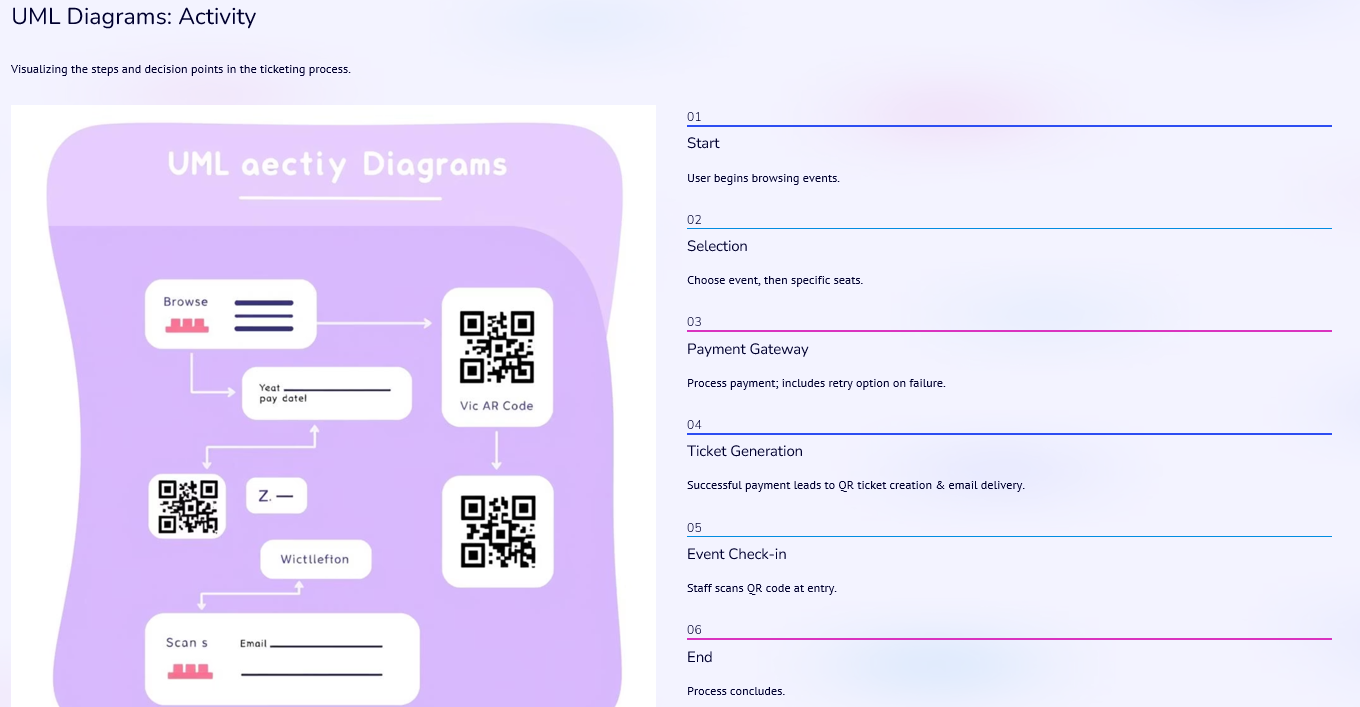 UML Diagrams: Activity
Visualizing the steps and decision points in the ticketing process.
UML aectiy Diagrams
Browse
Yeat
pay datel
Vic AR Code
Z. —
Wictllefton
Scan s
Email
01
Start
User begins browsing events.
02
Selection
Choose event, then specific seats.
03
Payment Gateway
Process payment; includes retry option on failure.
04
Ticket Generation
Successful payment leads to QR ticket creation & email delivery.
05
Event Check-in
Staff scans QR code at entry.
06
End
Process concludes.